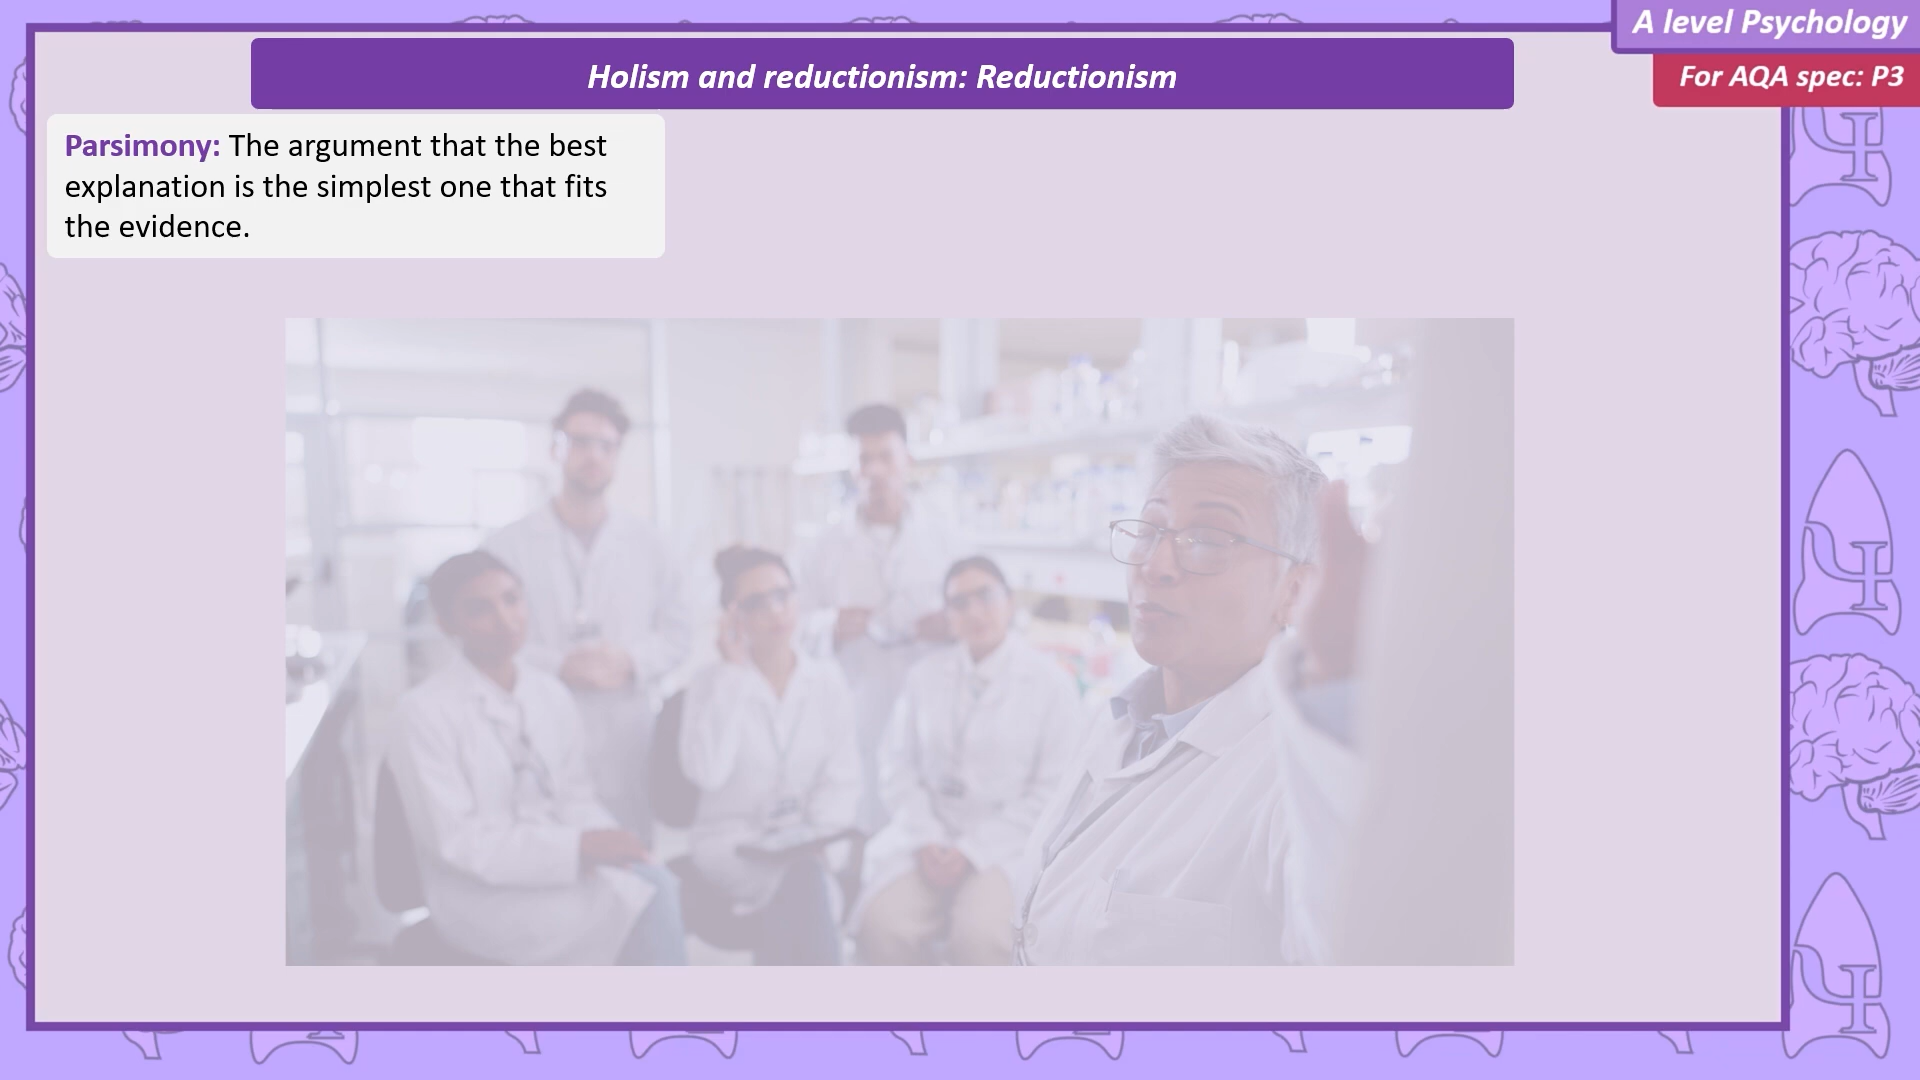 A level Psychology
Holism and reductionism: Reductionism
For AQA spec: P3
Parsimony: The argument that the best
explanation is the simplest one that fits
the evidence.